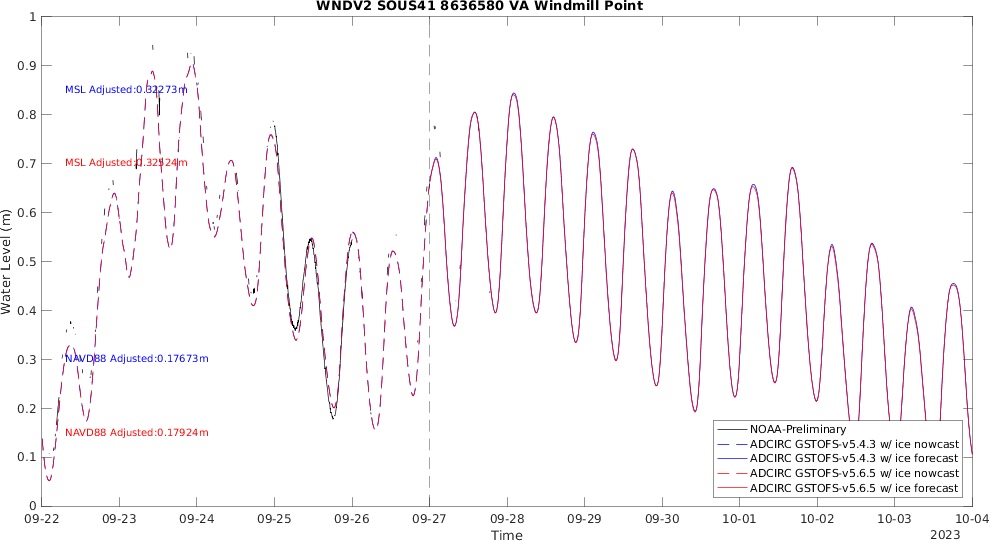 WNDV2 SOUS41 8636580 VA Windmill Point
1
0.9
0.8
0.7
0.6
0.5
0.4
0.3
0.2
0.1
0
Water Level (m)
MSL Adjusted:0.32273m
MSL Adjusted:0.32524m
NAVD88 Adjusted:0.17673m
NAVD88 Adjusted:0.17924m
NOAA-Preliminary
ADCIRC GSTOFS-v5.4.3 w/ ice nowcast
ADCIRC GSTOFS-v5.4.3 w/ ice forecast
ADCIRC GSTOFS-v5.6.5 w/ ice nowcast
ADCIRC GSTOFS-v5.6.5 w/ ice forecast
09-22 09-23 09-24 09-25 09-26 09-27 09-28 09-29 09-30 10-01 10-02 10-03 10-04
Time
2023